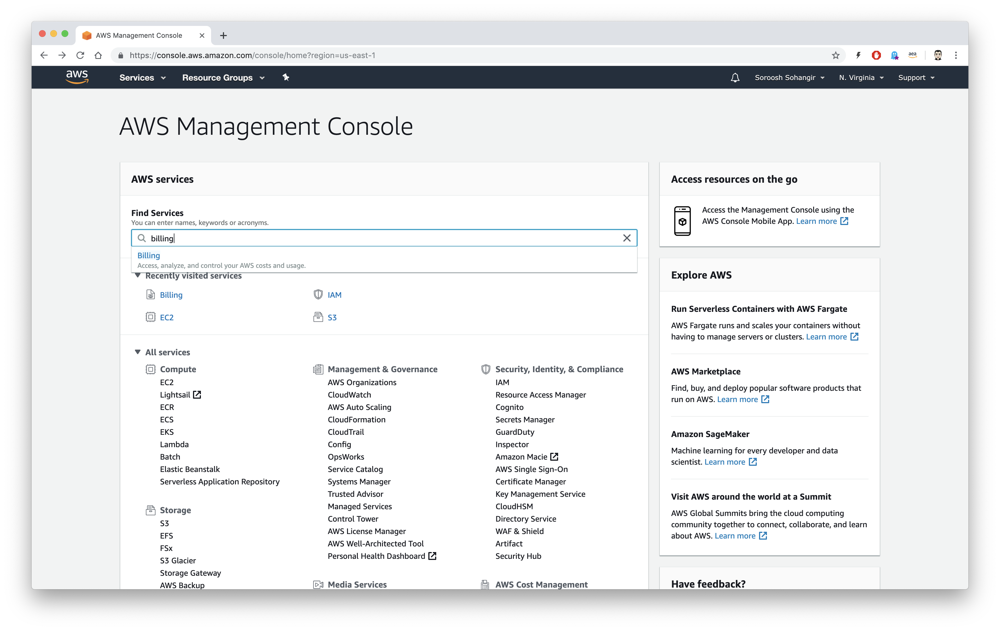 AWS Management Console
https://console.aws.amazon.com/console/home?region=us-east-1
aea
aws
Services
Resource Groups
Soroosh Sohangir
N. Virginia
Support
AWS Management Console
AWS services
Find Services
You can enter names, keywords or acronyms.
billing
Billing
Access, analyze, and control your AWS costs and usage.
Recently visited services
Billing
IAM
EC2
S3
All services
Compute
EC2
Lightsail
ECR
ECS
EKS
Lambda
Batch
Elastic Beanstalk
Serverless Application Repository
Storage
S3
EFS
FSx
S3 Glacier
Storage Gateway
AWS Backup
Management & Governance
AWS Organizations
CloudWatch
AWS Auto Scaling
CloudFormation
CloudTrail
Config
OpsWorks
Service Catalog
Systems Manager
Trusted Advisor
Managed Services
Control Tower
AWS License Manager
AWS Well-Architected Tool
Personal Health Dashboard
Media Services
Security, Identity, & Compliance
IAM
Resource Access Manager
Cognito
Secrets Manager
GuardDuty
Inspector
Amazon Macie
AWS Single Sign-On
Certificate Manager
Key Management Service
CloudHSM
Directory Service
WAF & Shield
Artifact
Security Hub
AWS Cost Management
Access resources on the go
Access the Management Console using the
AWS Console Mobile App. Learn more
Explore AWS
Run Serverless Containers with AWS Fargate
AWS Fargate runs and scales your containers without
having to manage servers or clusters. Learn more
AWS Marketplace
Find, buy, and deploy popular software products that
run on AWS. Learn more
Amazon SageMaker
Machine learning for every developer and data
scientist. Learn more
Visit AWS around the world at a Summit
AWS Global Summits bring the cloud computing
community together to connect, collaborate, and learn
about AWS. Learn more
Have feedback?